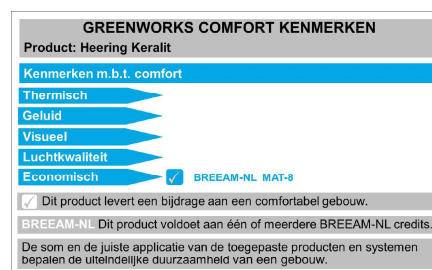 GREENWORKS COMFORT KENMERKEN
Product: Heering Keralit
Kenmerken m.b.t. comfort
Thermisch
Geluid
Visueel
Luchtkwaliteit
Economisch BREEAM-NL MAT-8
Dit product levert een bijdrage aan een comfortabel gebouw.
BREEAM-NL Dit product voldoet aan één of meerdere BREEAM-NL credits.
De som en de juiste applicatie van de toegepaste producten en systemen
bepalen de uiteindelijke duurzaamheid van een gebouw.